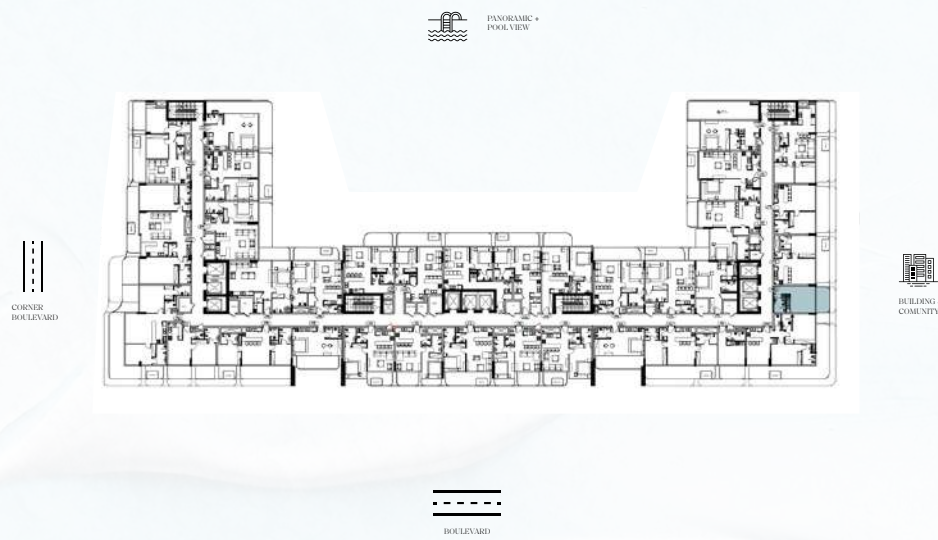 PANORAMIC +
POOL VIEW
CORNER
BOULEVARD
BUILDING
COMUNITY
BOULEVARD